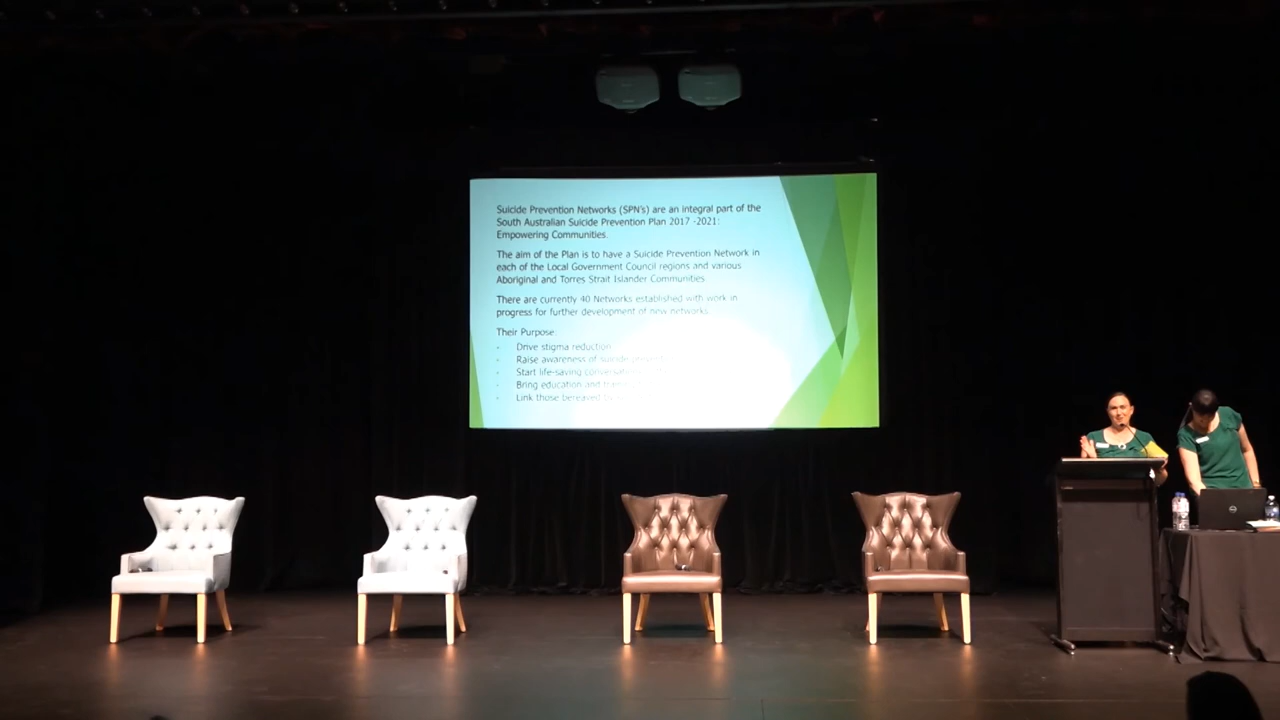 Suicide Prevention Networks (SPN's) are an integral part of the
South Australian Suicide Prevention Plan 2017 -2021:
Empowering Communities.
The aim of the Plan is to have a Suicide Prevention Network in
each of the Local Government Council regions and various
Aboriginal and Torres Strait Islander Communities.
There are currently 40 Networks established with work in
progress for further development of new networks.
Their Purpose:
- Drive stigma reduction
- Raise awareness of suicide
- Start life-saving
- Bring education and
- Link those bereaved
DELL